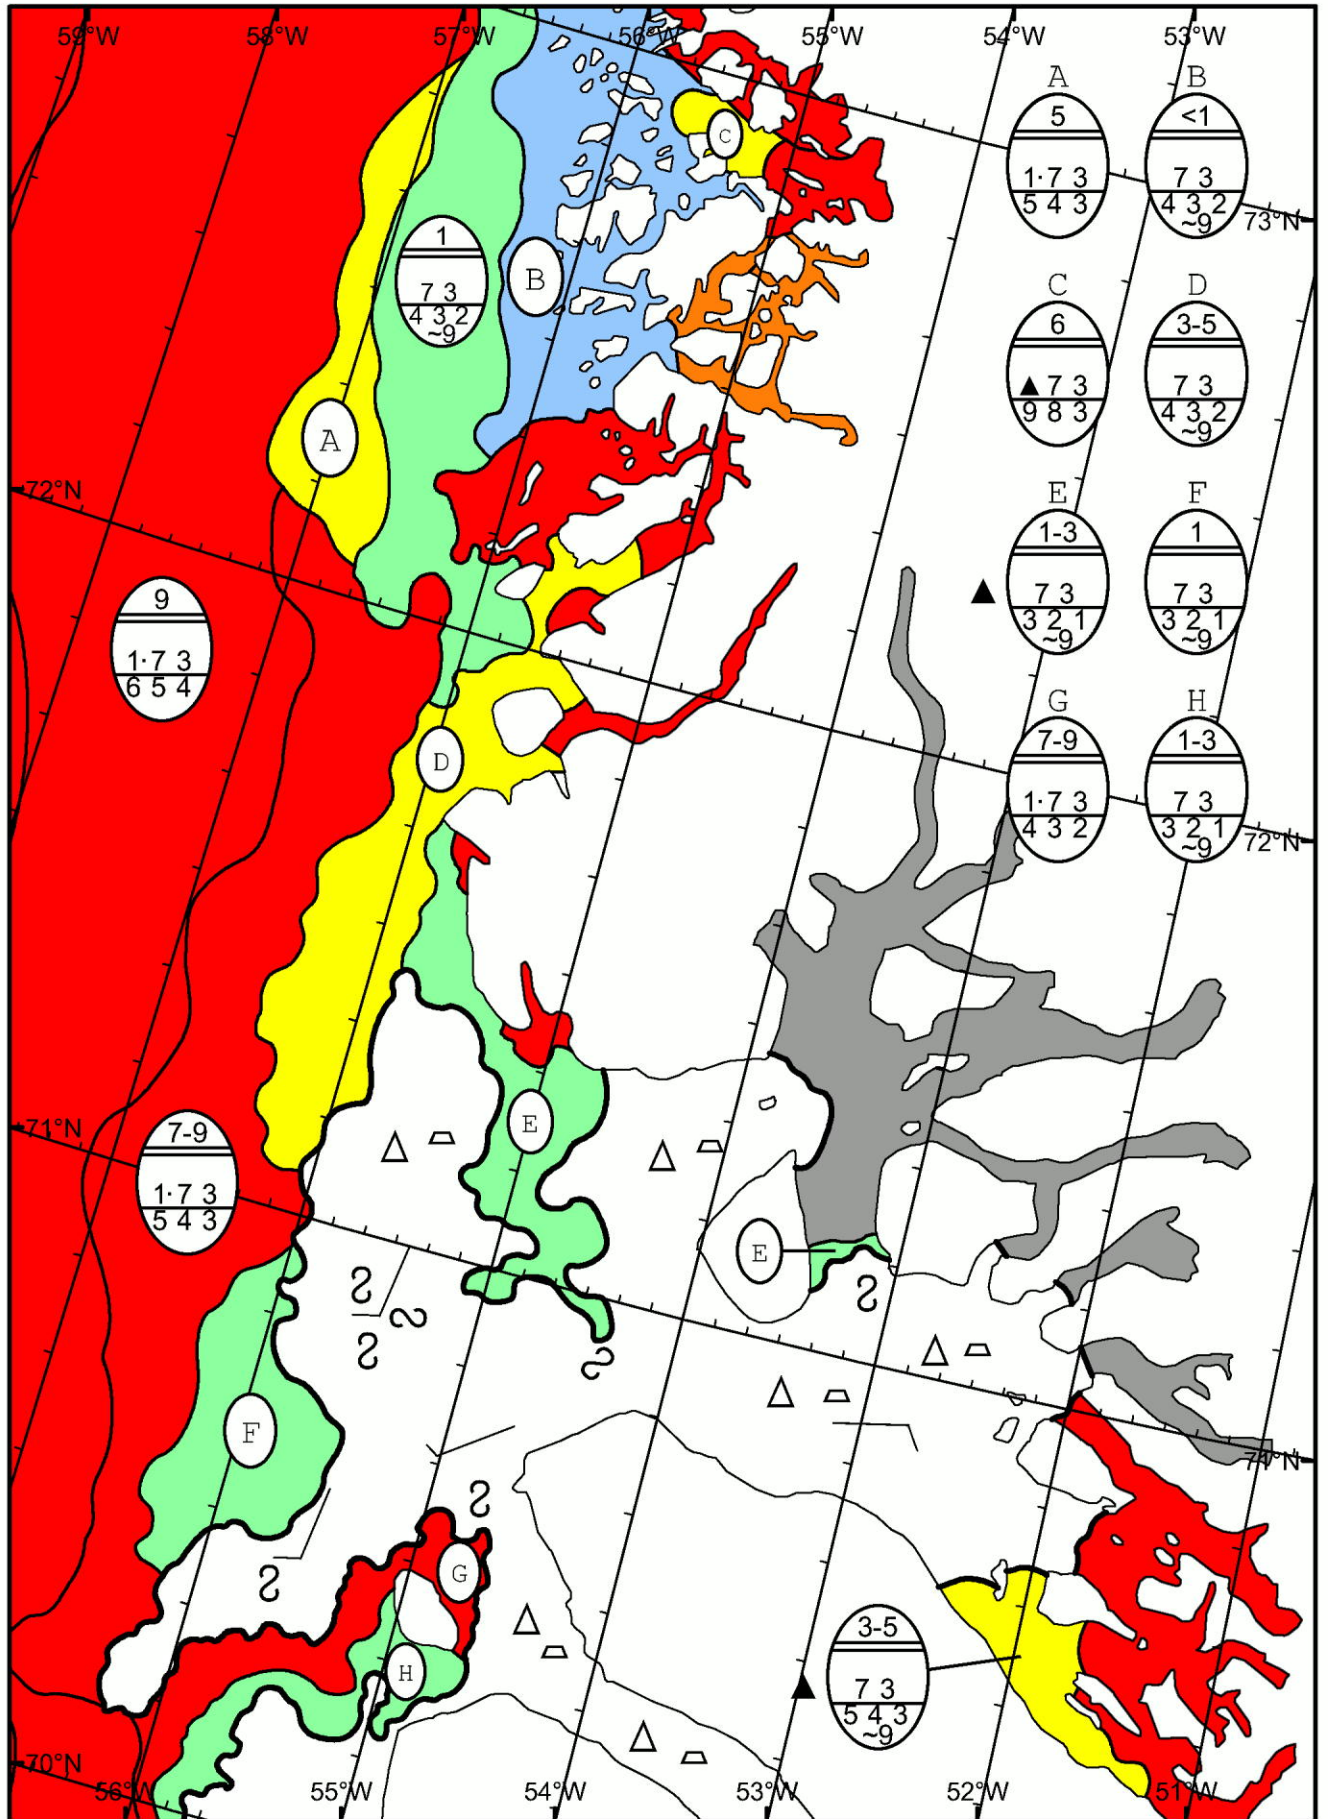 59°W 58°W 57°W 56°W 55°W 54°W 53°W
A B
5 <1
1·7 3 7 3
5 4 3 4 3 2
~9
73°N
C
1
7 3
4 3 2
~9
B
C D
6 3-5
▲ 7 3 7 3
9 8 3 4 3 2
~9
A
72°N
E F
1-3 1
7 3 7 3
3 2 1 3 2 1
~9 ~9
9
1·7 3
6 5 4
G H
7-9 1-3
1·7 3 7 3
4 3 2 3 2 1
~9
72°N
D
71°N
7-9
1·7 3
5 4 3
E
E
F
71°N
G
H
3-5
7 3
5 4 3
~9
70°N
56°W 55°W 54°W 53°W 52°W 51°W